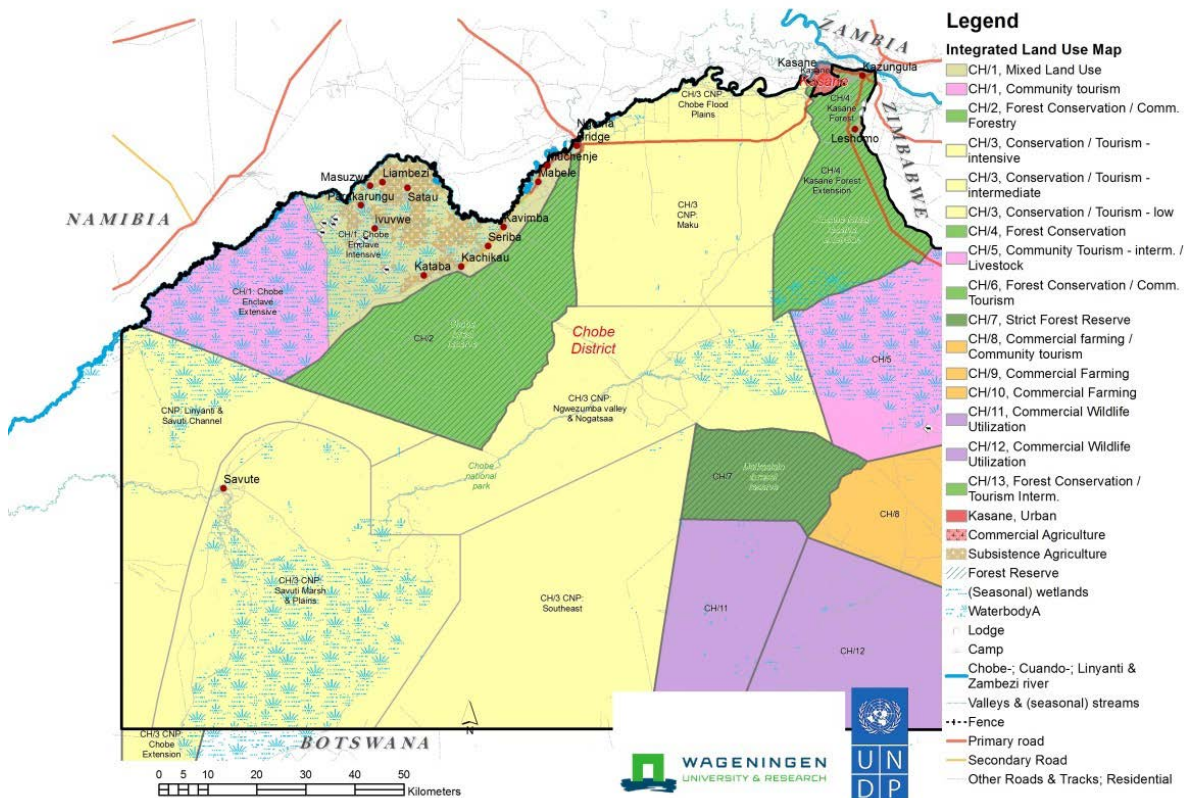 ZAMBIA
NAMIBIA
ZIMBABWE
BOTSWANA
Kasane
Kasane
Kazungula
CH/3 CNP:
Chobe Flood
Plains
CH/4
Kasane
Forest
Leshomo
Bridge
Muchenje
Mabele
Liambezi
Masuzwe
Parakarungu
Satau
Ivuvwe
CH/1: Chobe
Enclave
Intensive
Kavimba
Seriba
Kachikau
Kataba
CH/4
Kasane Forest
Extension
CH/3
CNP:
Maku
CH/1: Chobe
Enclave
Extensive
CH/2
Chobe
District
CH/5
CNP: Linyanti &
Savuti Channel
CH/3 CNP:
Ngwezumba valley
& Nogatsaa
Chobe
national
park
Savute
CH/7
CH/8
CH/3 CNP:
Savuti Marsh
& Plains
CH/3 CNP:
Southeast
CH/11
CH/12
CH/3 CNP:
Chobe
Extension
N
0 5 10 20 30 40 50
Kilometers
WAGENINGEN
UNIVERSITY & RESEARCH
U N
D P
Legend
Integrated Land Use Map
CH/1, Mixed Land Use
CH/1, Community tourism
CH/2, Forest Conservation / Comm.
Forestry
CH/3, Conservation / Tourism -
intensive
CH/3, Conservation / Tourism -
intermediate
CH/3, Conservation / Tourism - low
CH/4, Forest Conservation
CH/5, Community Tourism - interm. /
Livestock
CH/6, Forest Conservation / Comm.
Tourism
CH/7, Strict Forest Reserve
CH/8, Commercial farming /
Community tourism
CH/9, Commercial Farming
CH/10, Commercial Farming
CH/11, Commercial Wildlife
Utilization
CH/12, Commercial Wildlife
Utilization
CH/13, Forest Conservation /
Tourism Interm.
Kasane, Urban
Commercial Agriculture
Subsistence Agriculture
Forest Reserve
(Seasonal) wetlands
WaterbodyA
Lodge
Camp
Chobe-; Cuando-; Linyanti &
Zambezi river
Valleys & (seasonal) streams
Fence
Primary road
Secondary Road
Other Roads & Tracks; Residential